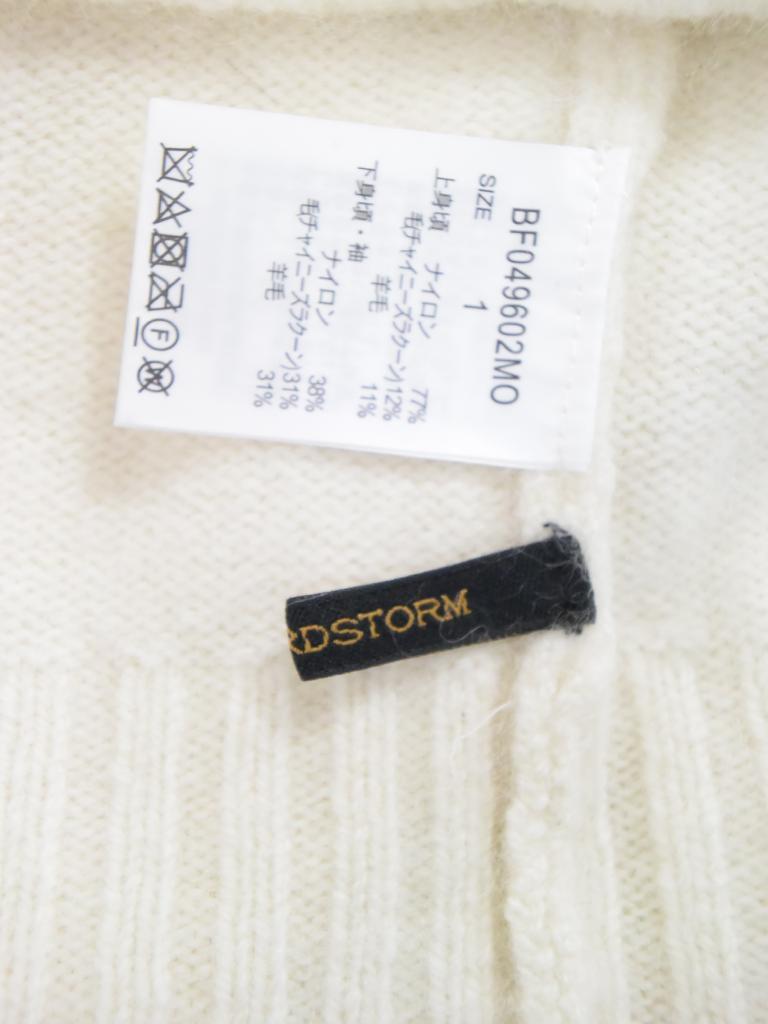 BF049602MO
SIZE 1
上身頃 ナイロン 77%
毛チャイニーズラクーン)12%
羊毛 11%
下身頃・袖
ナイロン 38%
毛チャイニーズラクーン)31%
羊毛 31%
F
W
RDSTORM